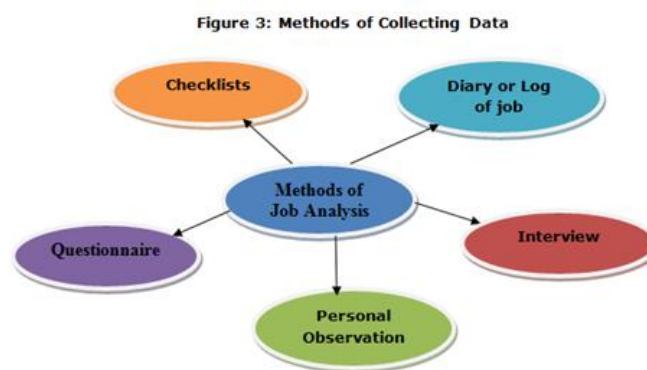 Figure 3: Methods of Collecting Data
Checklists
Diary or Log
of job
Methods of
Job Analysis
Questionnaire
Interview
Personal
Observation